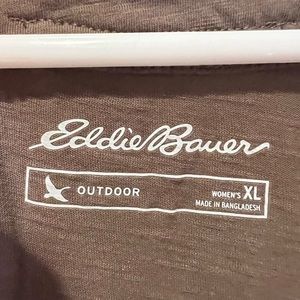 Eddie Bauer
OUTDOOR
WOMEN'S XL
MADE IN BANGLADESH